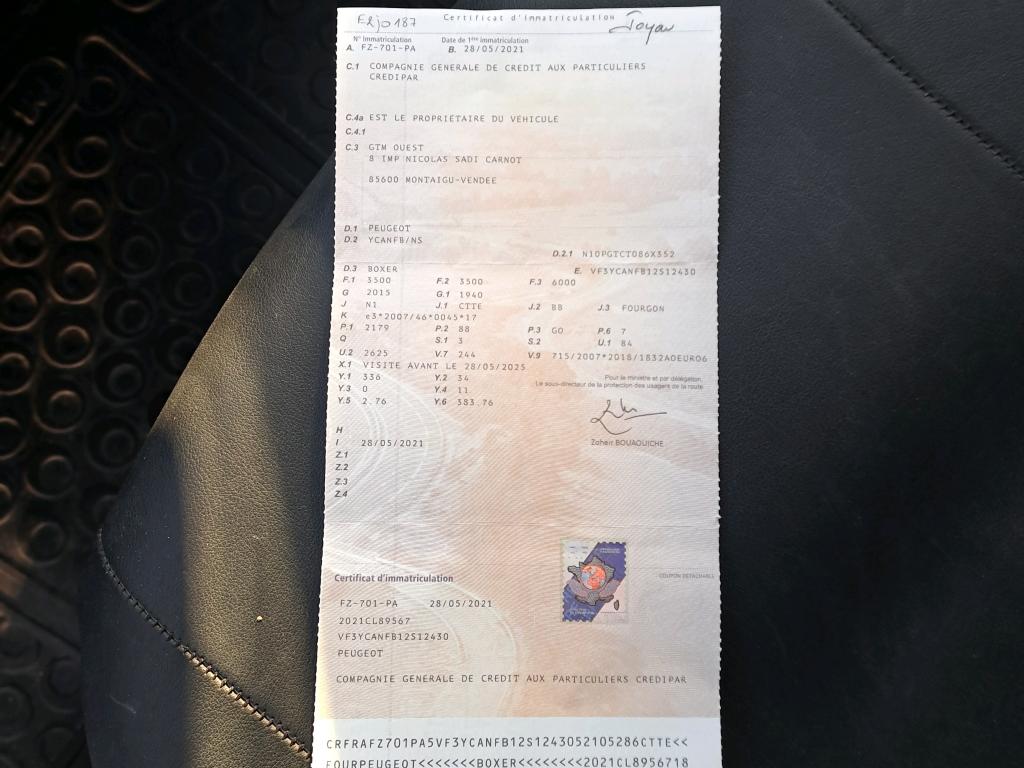 Certificat d'immatriculation
N° Immatriculation Date de 1ère immatriculation
A. FZ-701-PA B. 28/05/2021
C.1 COMPAGNIE GENERALE DE CREDIT AUX PARTICULIERS
CREDIPAR
C.4a EST LE PROPRIÉTAIRE DU VÉHICULE
C.4.1
C.3 GTM OUEST
8 IMP NICOLAS SADI CARNOT
85600 MONTAIGU-VENDEE
D.1 PEUGEOT
D.2 YCANFB/NS
D.2.1 N10PGTCT086X352
D.3 BOXER E. VF3YCANFB12S12430
F.1 3500 F.2 3500 F.3 6000
G 2015 G.1 1940
J N1 J.1 CTTE J.2 BB J.3 FOURGON
K e3*2007/46*0045*17
P.1 2179 P.2 88 P.3 GO P.6 7
Q S.1 3 S.2 U.1 84
U.2 2625 V.7 244 V.9 715/2007*2018/1832AOEURO6
X.1 VISITE AVANT LE 28/05/2025
Y.1 336 Y.2 34
Y.3 0 Y.4 11
Y.5 2.76 Y.6 383.76
Pour le ministre et par délégation,
Le sous-directeur de la protection des usagers de la route
Zaheir BOUAOUICHE
H
I 28/05/2021
Z.1
Z.2
Z.3
Z.4
Certificat d'immatriculation
COUPON DÉTACHABLE
FZ-701-PA 28/05/2021
2021CL89567
VF3YCANFB12S12430
PEUGEOT
COMPAGNIE GENERALE DE CREDIT AUX PARTICULIERS CREDIPAR
CRFRAFZ701PA5VF3YCANFB12S1243052105286CTTE<<
FOURPEUGEOT<<<<<<<BOXER<<<<<<<<2021CL8956718